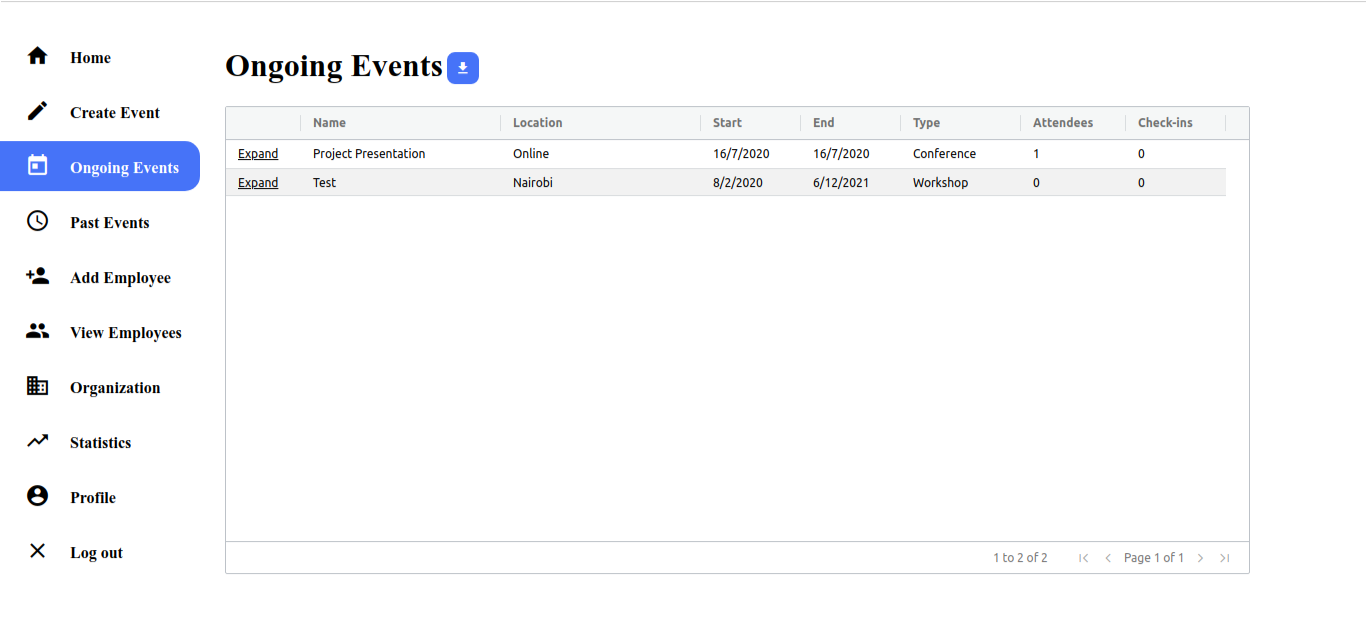 Home
Create Event
Ongoing Events
Past Events
Add Employee
View Employees
Organization
Statistics
Profile
Log out
Ongoing Events
Name Location Start End Type Attendees Check-ins
Expand Project Presentation Online 16/7/2020 16/7/2020 Conference 1 0
Expand Test Nairobi 8/2/2020 6/12/2021 Workshop 0 0
1 to 2 of 2 Page 1 of 1